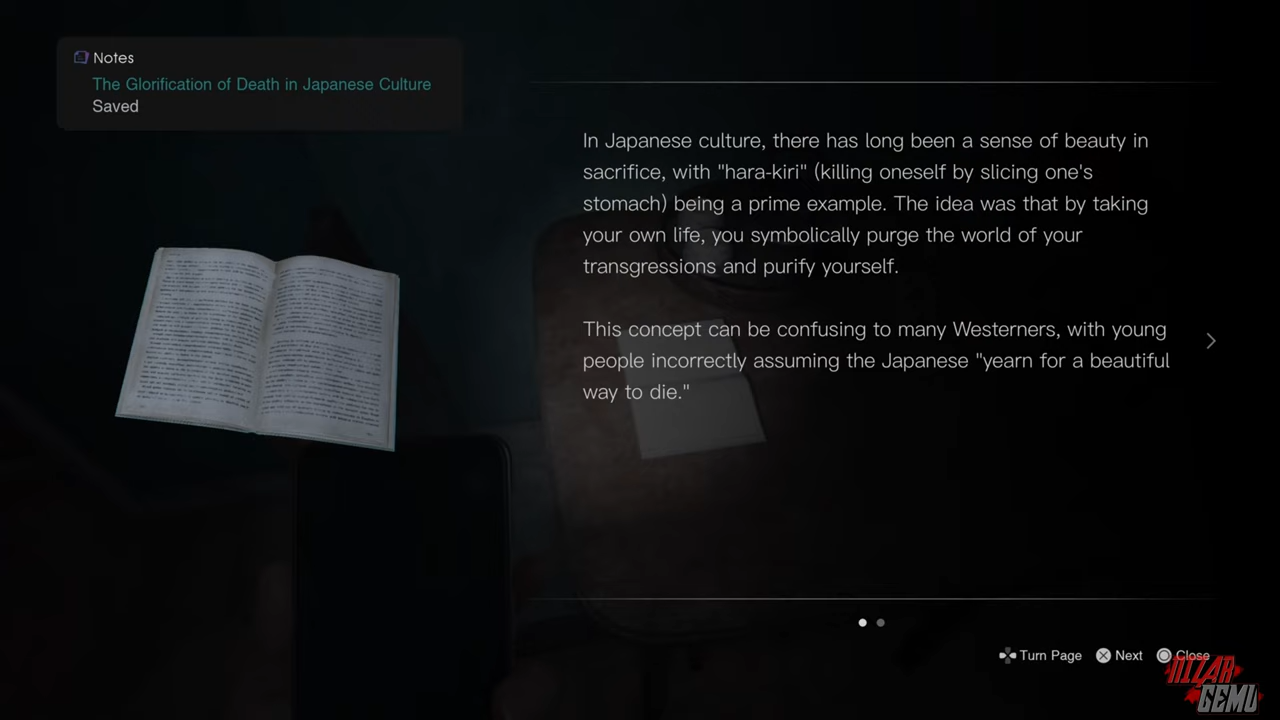 Notes
The Glorification of Death in Japanese Culture
Saved
In Japanese culture, there has long been a sense of beauty in
sacrifice, with "hara-kiri" (killing oneself by slicing one's
stomach) being a prime example. The idea was that by taking
your own life, you symbolically purge the world of your
transgressions and purify yourself.
This concept can be confusing to many Westerners, with young
people incorrectly assuming the Japanese "yearn for a beautiful
way to die."
Turn Page Next Close
GEMU